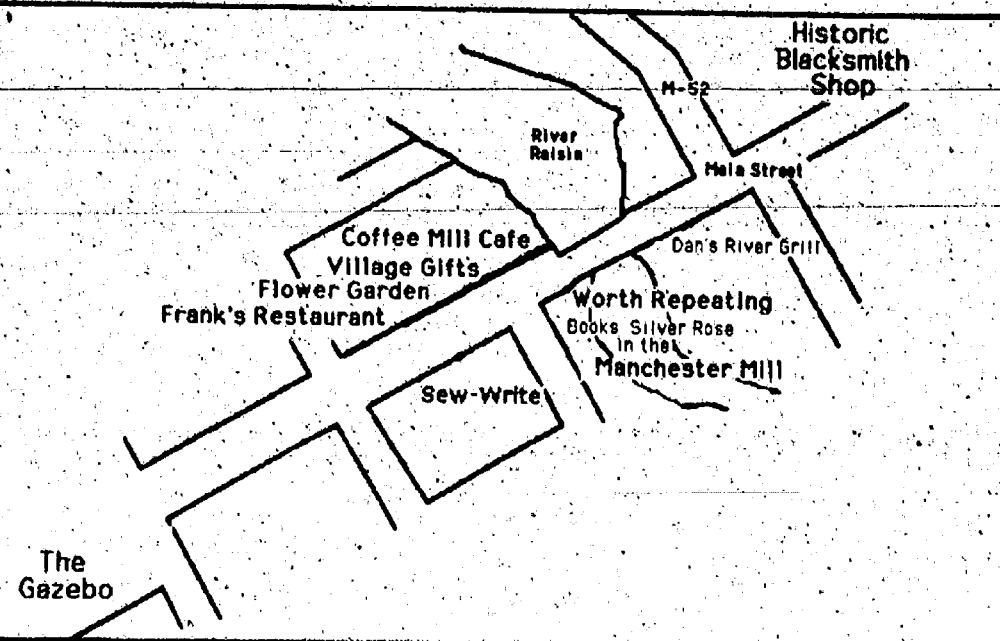 Historic
Blacksmith
Shop
M-52
River
Raisin
Main Street
Coffee Mill Cafe
Village Gifts
Flower Garden
Frank's Restaurant
Dan's River Grill
Worth Repeating
Books Silver Rose
in the
Manchester Mill
Sew-Write
The
Gazebo